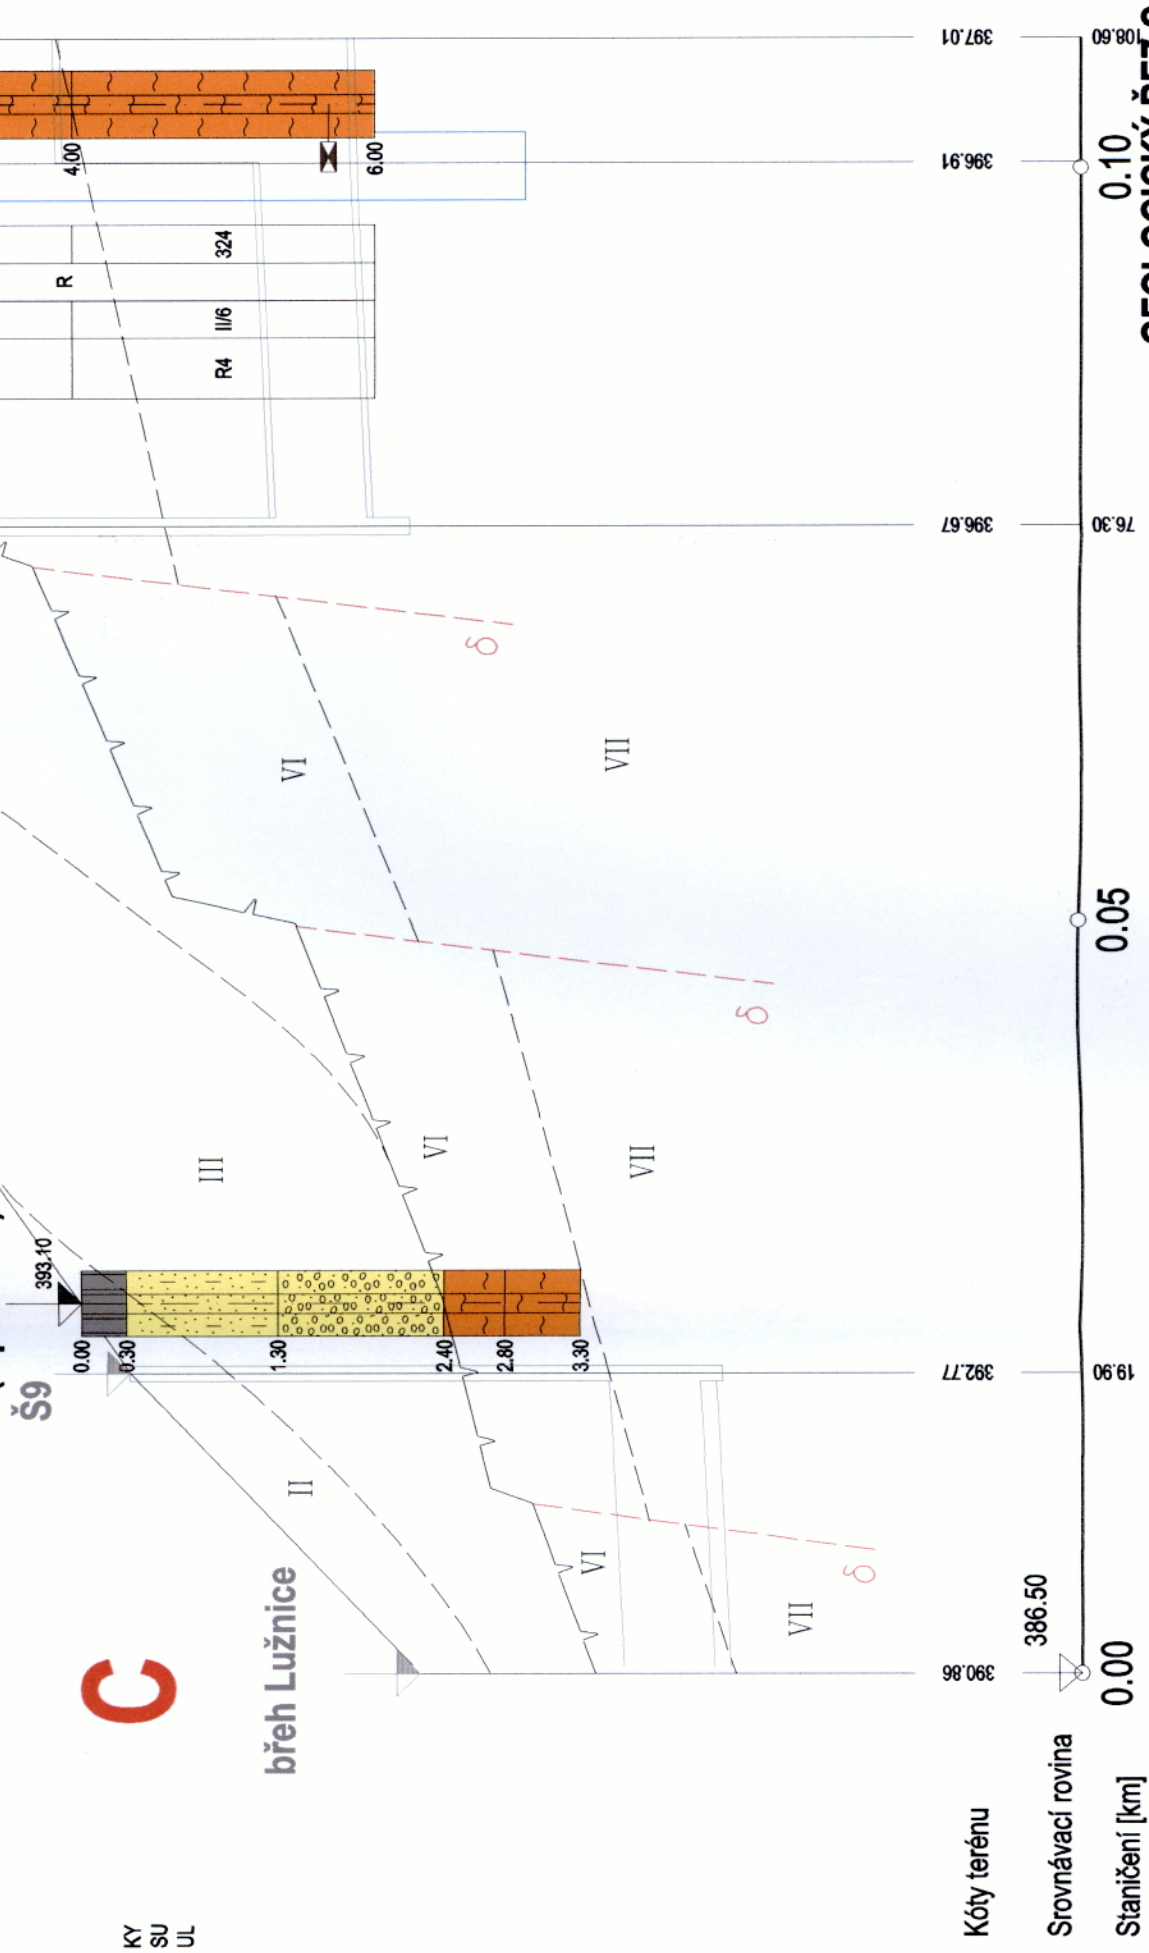 Š9
393.10
0.00
0.30
1.30
2.40
2.80
3.30
4.00
6.00
R
324
II/6
R4
C
břeh Lužnice
II
III
VI
VII
VI
VII
VI
VII
KY
SU
UL
Kóty terénu
390.86
392.77
396.67
396.91
397.01
Srovnávací rovina
386.50
19.90
76.30
108.60
Staničení [km]
0.00
0.05
0.10